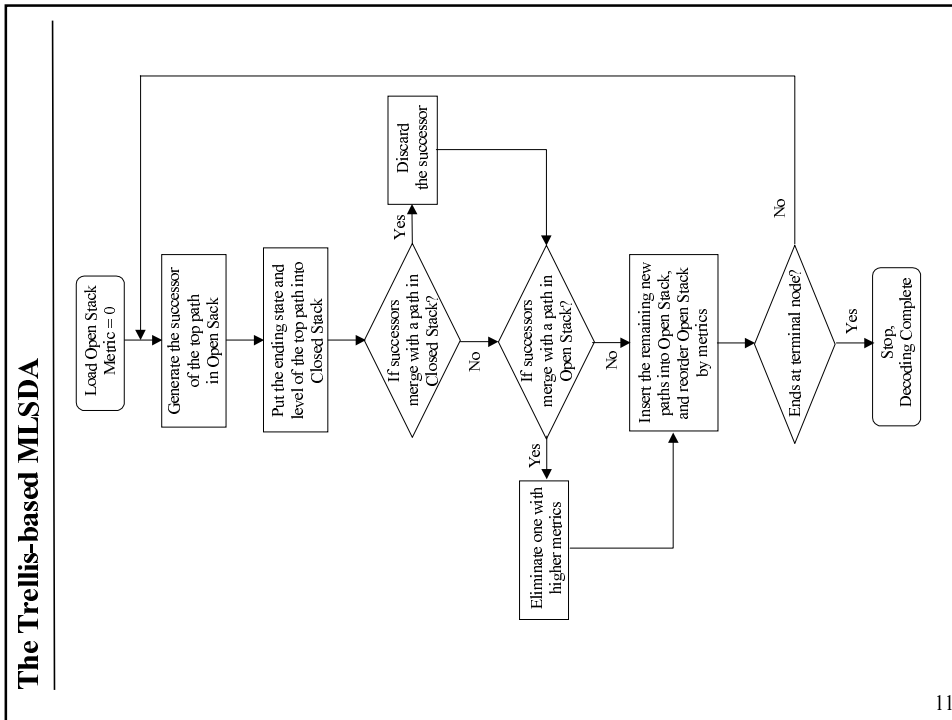 The Trellis-based MLSDA
Load Open Stack
Metric = 0
Generate the successor
of the top path
in Open Sack
Put the ending state and
level of the top path into
Closed Stack
If successors
merge with a path in
Closed Stack?
Yes
Discard
the successor
No
If successors
merge with a path in
Open Stack?
Yes
Eliminate one with
higher metrics
No
Insert the remaining new
paths into Open Stack,
and reorder Open Stack
by metrics
Ends at terminal node?
No
Yes
Stop,
Decoding Complete
11